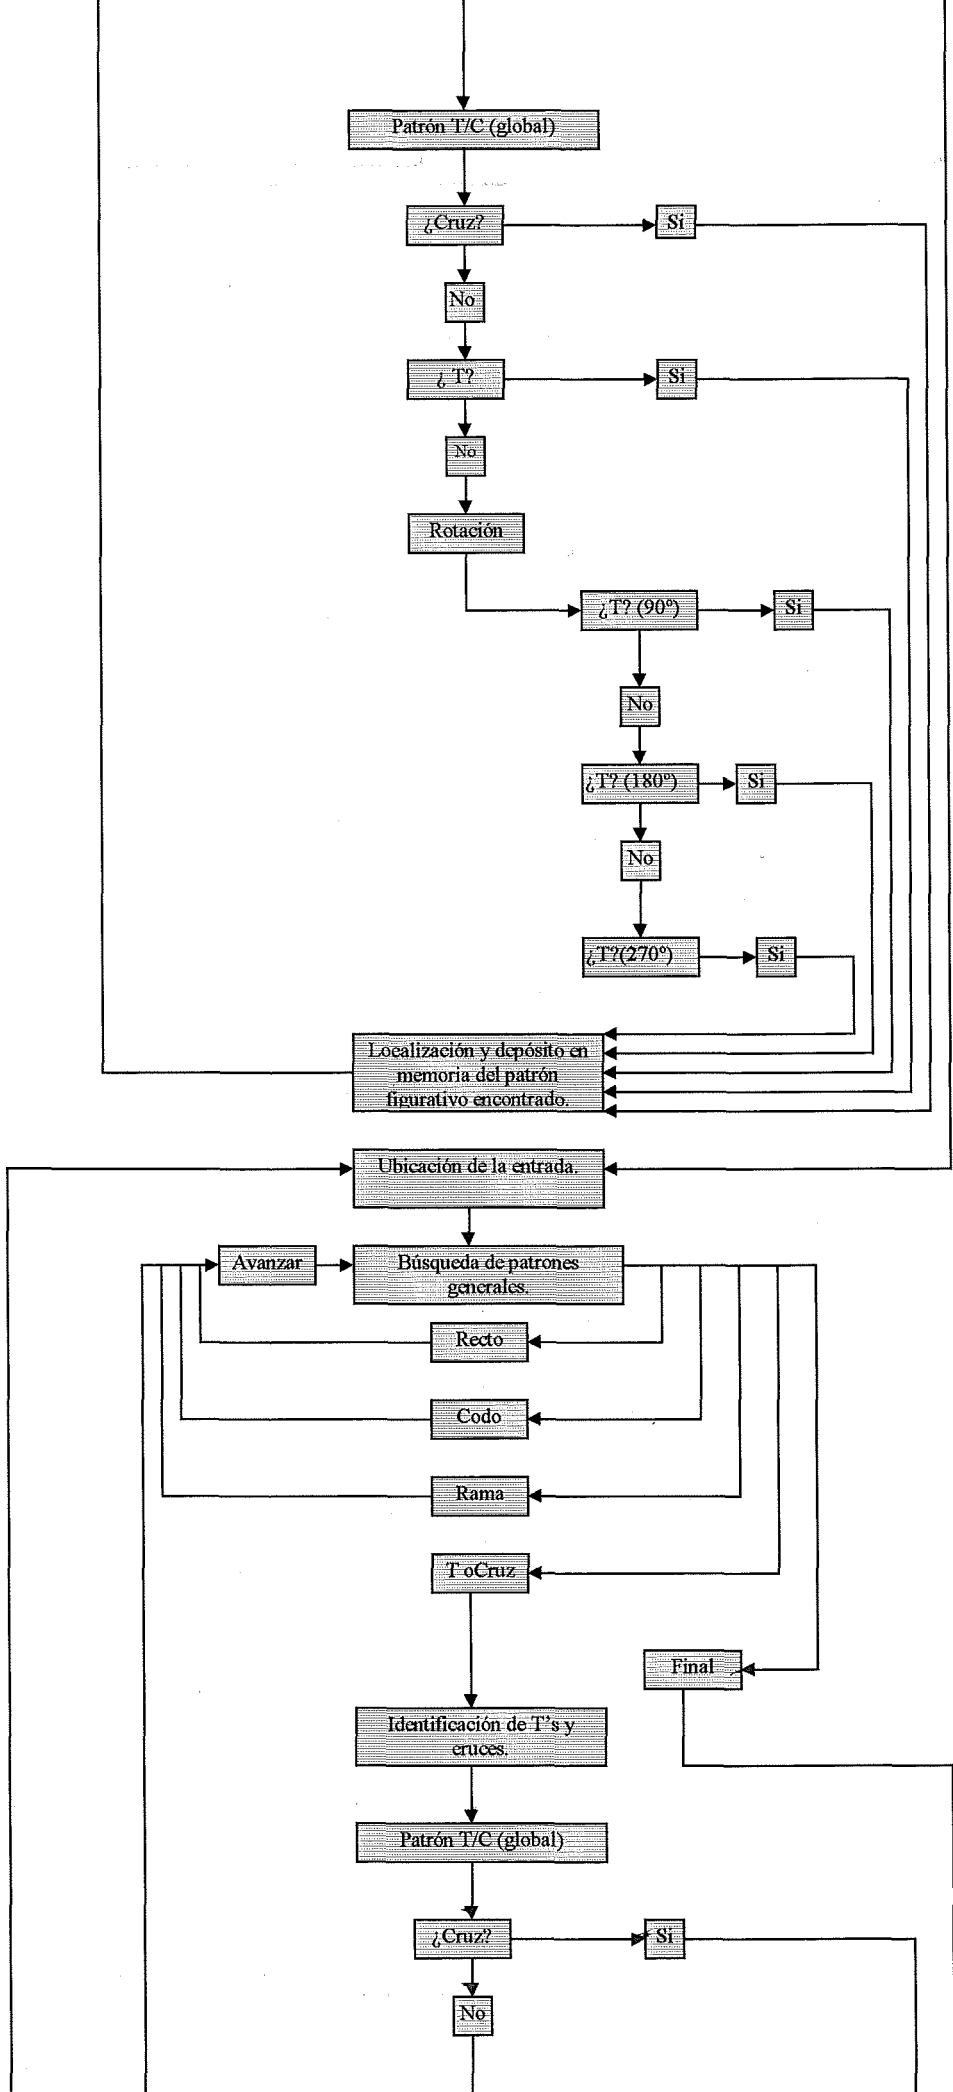 Patrón T/C (global)
¿Cruz?
Si
No
¿ T?
Si
No
Rotación
¿T? (90º)
Si
No
¿T? (180º)
Si
No
¿T?(270º)
Si
Localización y depósito en
memoria del patrón
figurativo encontrado.
Ubicación de la entrada.
Avanzar
Búsqueda de patrones
generales.
Recto
Codo
Rama
T oCruz
Final
Identificación de T's y
cruces.
Patrón T/C (global)
¿Cruz?
Si
No